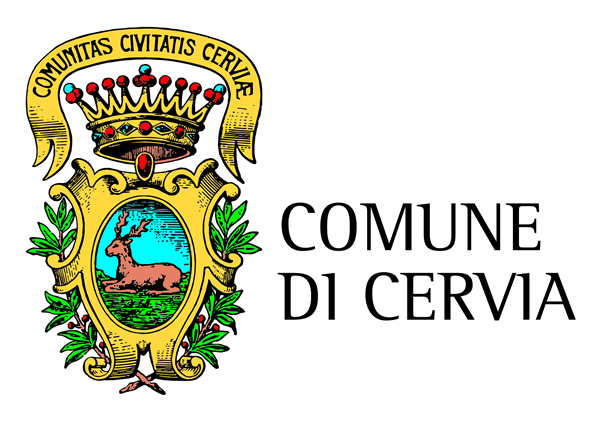 COMUNITAS CIVITATIS CERVIÆ
COMUNE
DI CERVIA